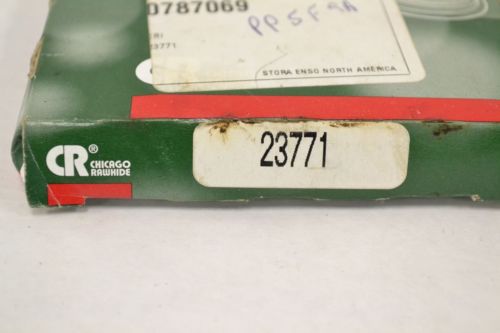 0787069
PP5F9A
23771
STORA ENSO NORTH AMERICA
CR®
CHICAGO
RAWHIDE
23771